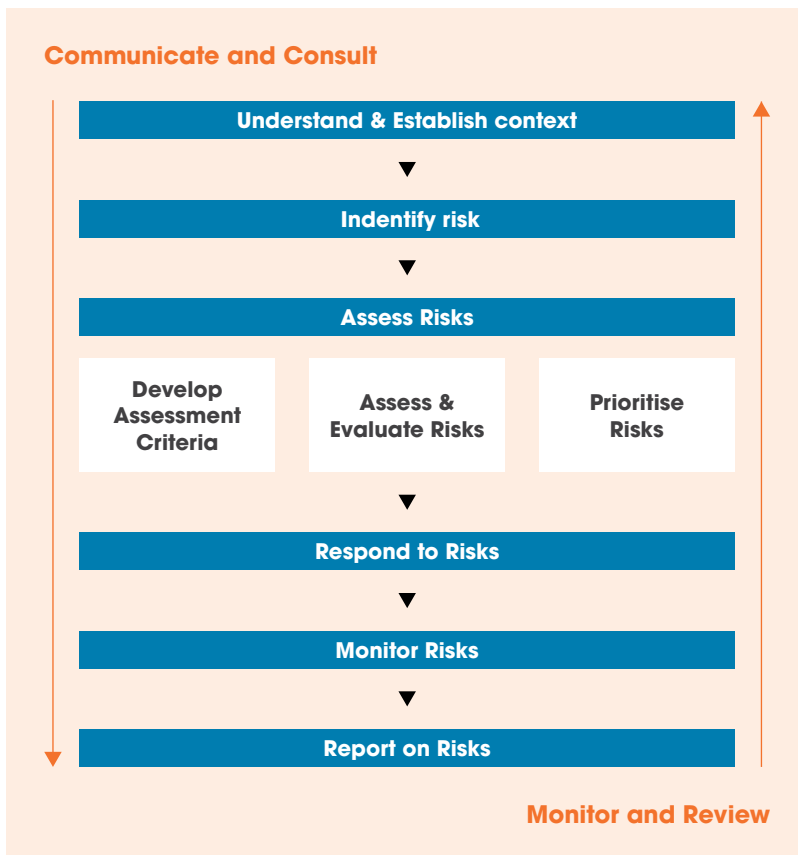 Communicate and Consult
Understand & Establish context
Indentify risk
Assess Risks
Develop
Assessment
Criteria
Assess &
Evaluate Risks
Prioritise
Risks
Respond to Risks
Monitor Risks
Report on Risks
Monitor and Review